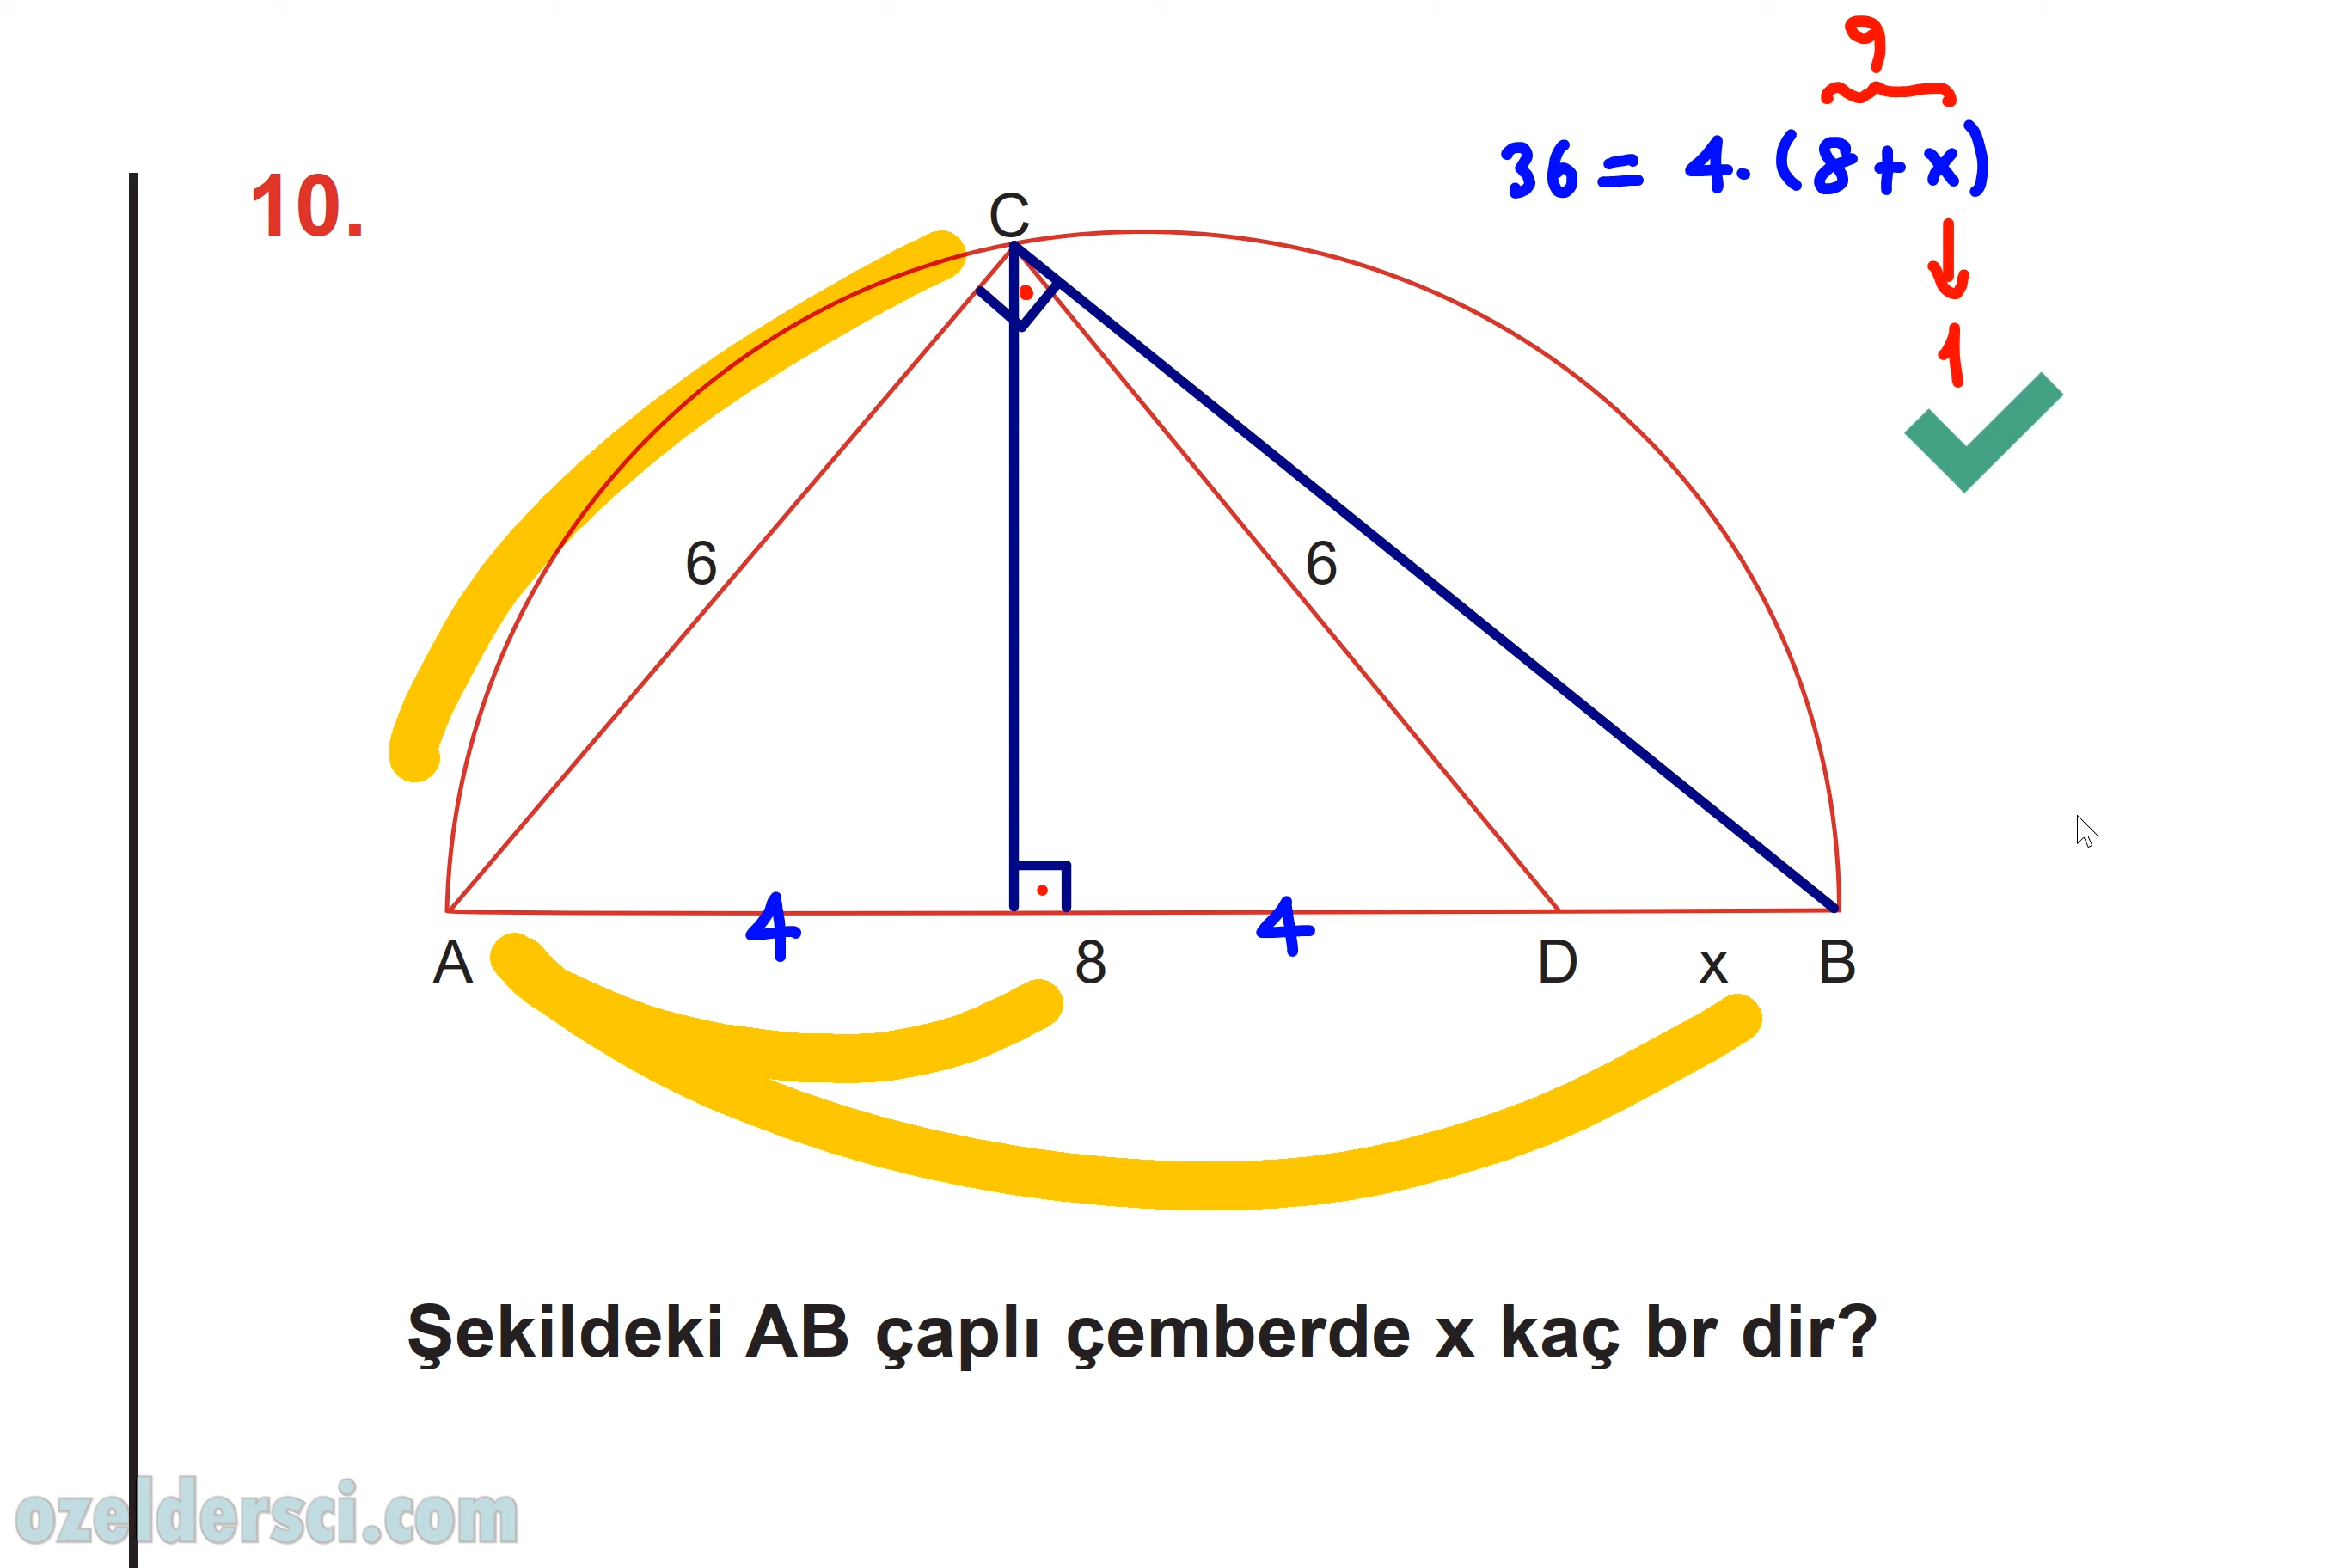 9
36 = 4.(8+x)
10.
C
1
6 6
4 4
A 8 D x B
Şekildeki AB çaplı çemberde x kaç br dir?
ozeldersci.com